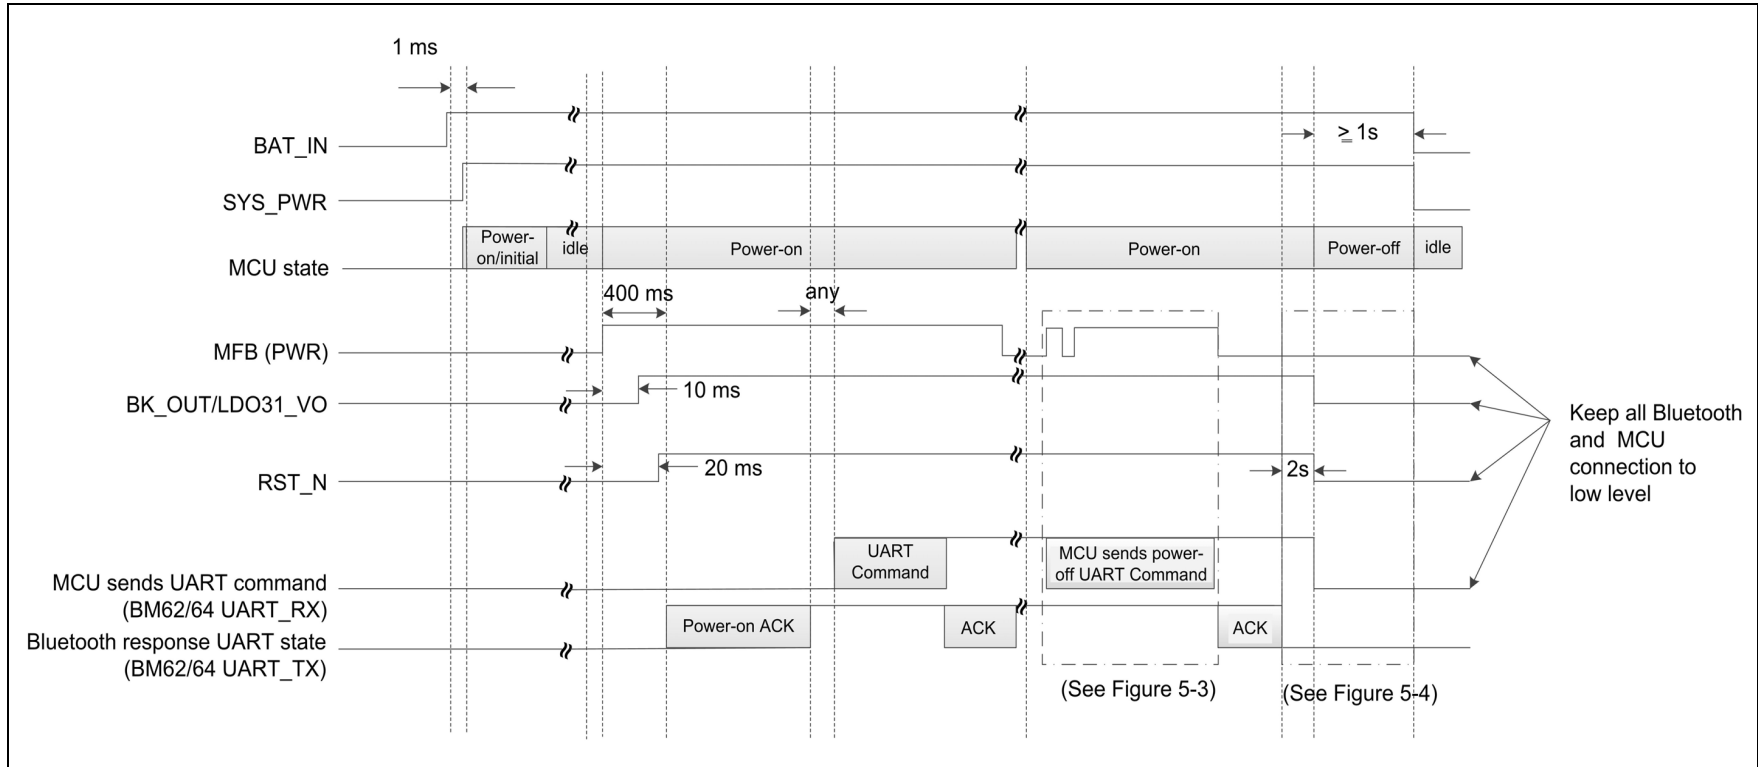 1 ms
BAT_IN
≥ 1s
SYS_PWR
Power-
on/initial
idle
Power-on
Power-on
Power-off
idle
MCU state
400 ms
any
MFB (PWR)
10 ms
BK_OUT/LDO31_VO
Keep all Bluetooth
and MCU
connection to
low level
20 ms
2s
RST_N
UART
Command
MCU sends power-
off UART Command
MCU sends UART command
(BM62/64 UART_RX)
Power-on ACK
ACK
ACK
Bluetooth response UART state
(BM62/64 UART_TX)
(See Figure 5-3)
(See Figure 5-4)